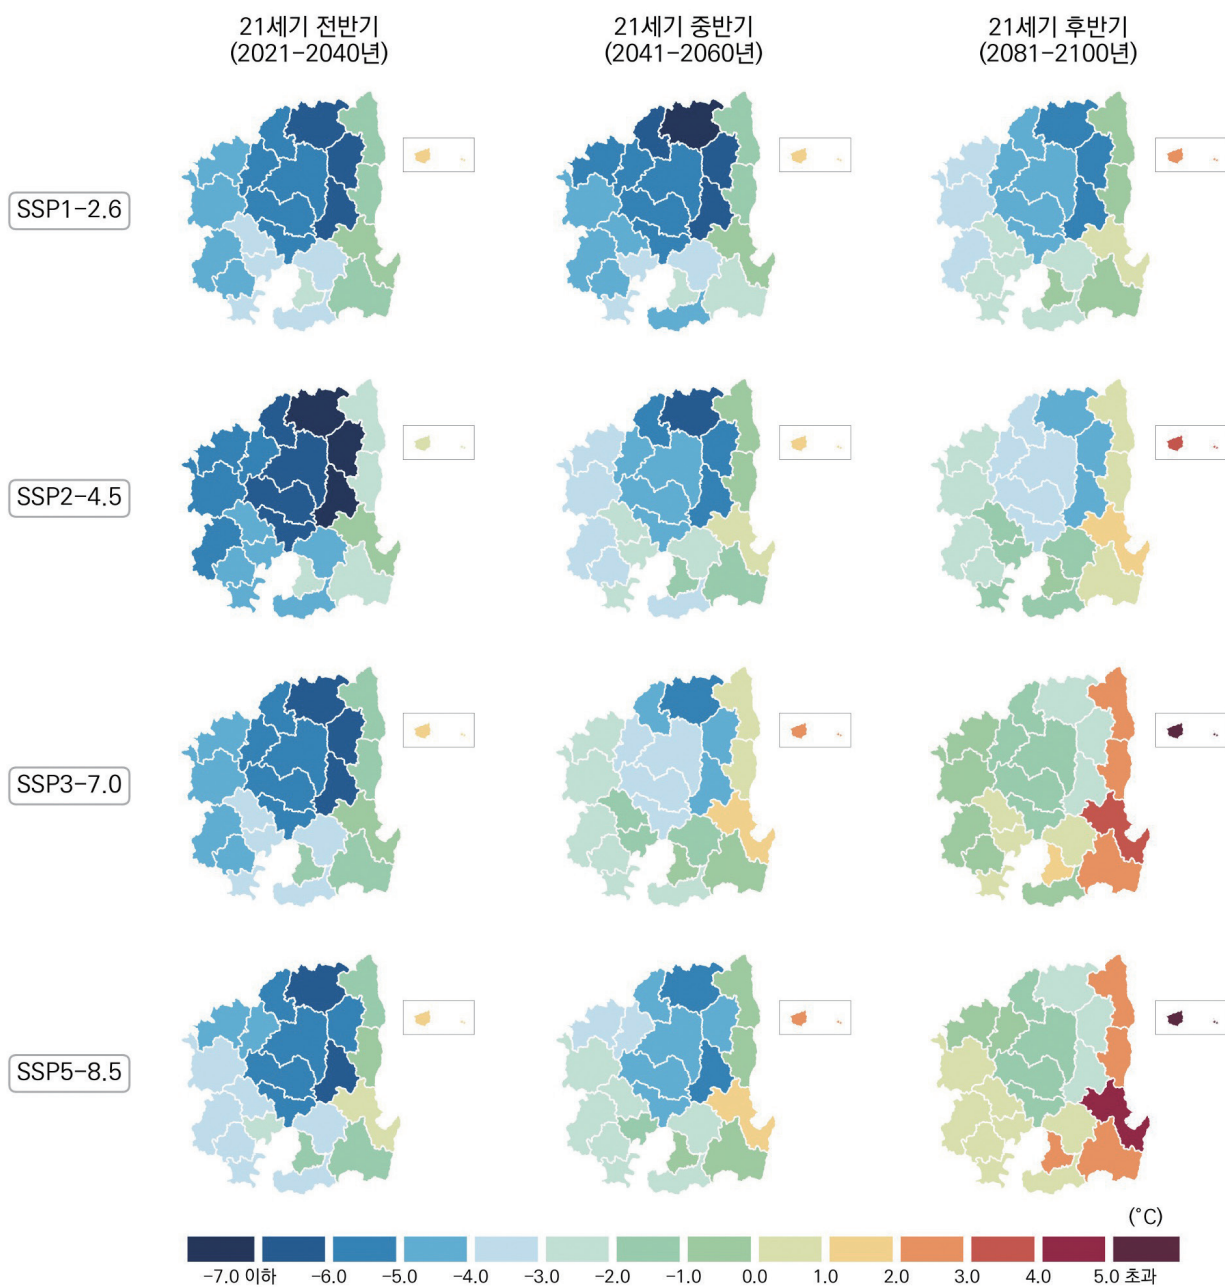 21세기 전반기
(2021-2040년)
21세기 중반기
(2041-2060년)
21세기 후반기
(2081-2100년)
SSP1-2.6
SSP2-4.5
SSP3-7.0
SSP5-8.5
(°C)
-7.0 이하 -6.0 -5.0 -4.0 -3.0 -2.0 -1.0 0.0 1.0 2.0 3.0 4.0 5.0 초과